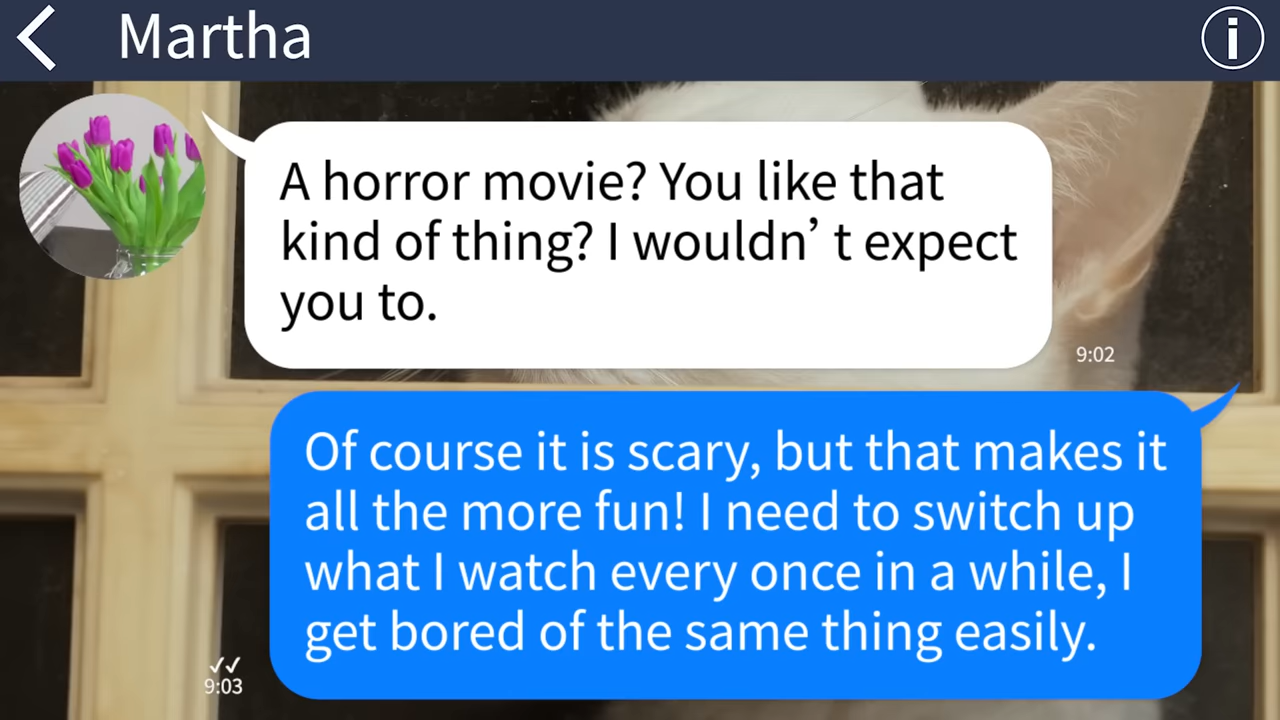 Martha
A horror movie? You like that
kind of thing? I wouldn’ t expect
you to.
9:02
Of course it is scary, but that makes it
all the more fun! I need to switch up
what I watch every once in a while, I
get bored of the same thing easily.
9:03